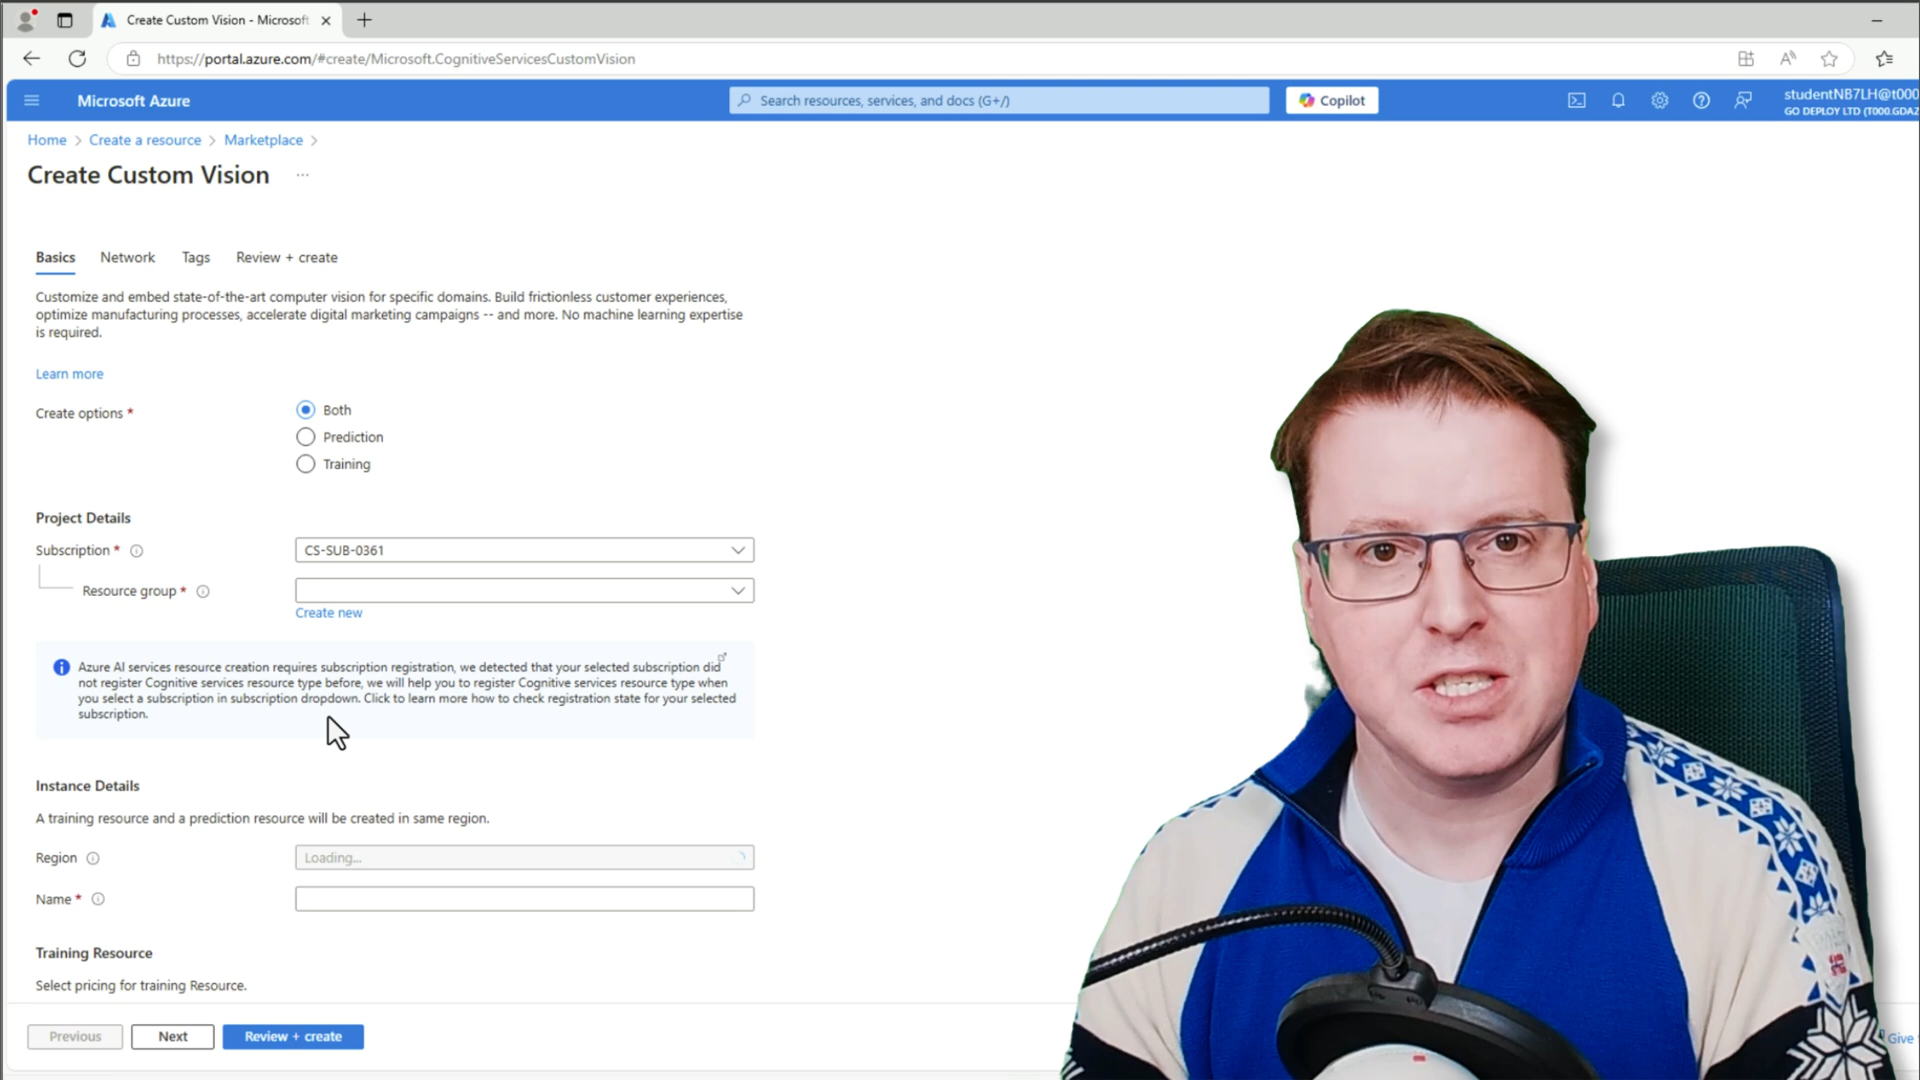 Create Custom Vision - Microsoft
https://portal.azure.com/#create/Microsoft.CognitiveServicesCustomVision
Microsoft Azure
Search resources, services, and docs (G+/)
Copilot
studentNB7LH@t000
GO DEPLOY LTD (T000.GDAZ
Home > Create a resource > Marketplace >
Create Custom Vision ...
Basics Network Tags Review + create
Customize and embed state-of-the-art computer vision for specific domains. Build frictionless customer experiences,
optimize manufacturing processes, accelerate digital marketing campaigns -- and more. No machine learning expertise
is required.
Learn more
Create options *
Both
Prediction
Training
Project Details
Subscription *
CS-SUB-0361
Resource group *
Create new
Azure AI services resource creation requires subscription registration, we detected that your selected subscription did
not register Cognitive services resource type before, we will help you to register Cognitive services resource type when
you select a subscription in subscription dropdown. Click to learn more how to check registration state for your selected
subscription.
Instance Details
A training resource and a prediction resource will be created in same region.
Region
Loading...
Name *
Training Resource
Select pricing for training Resource.
Previous
Next
Review + create
Give